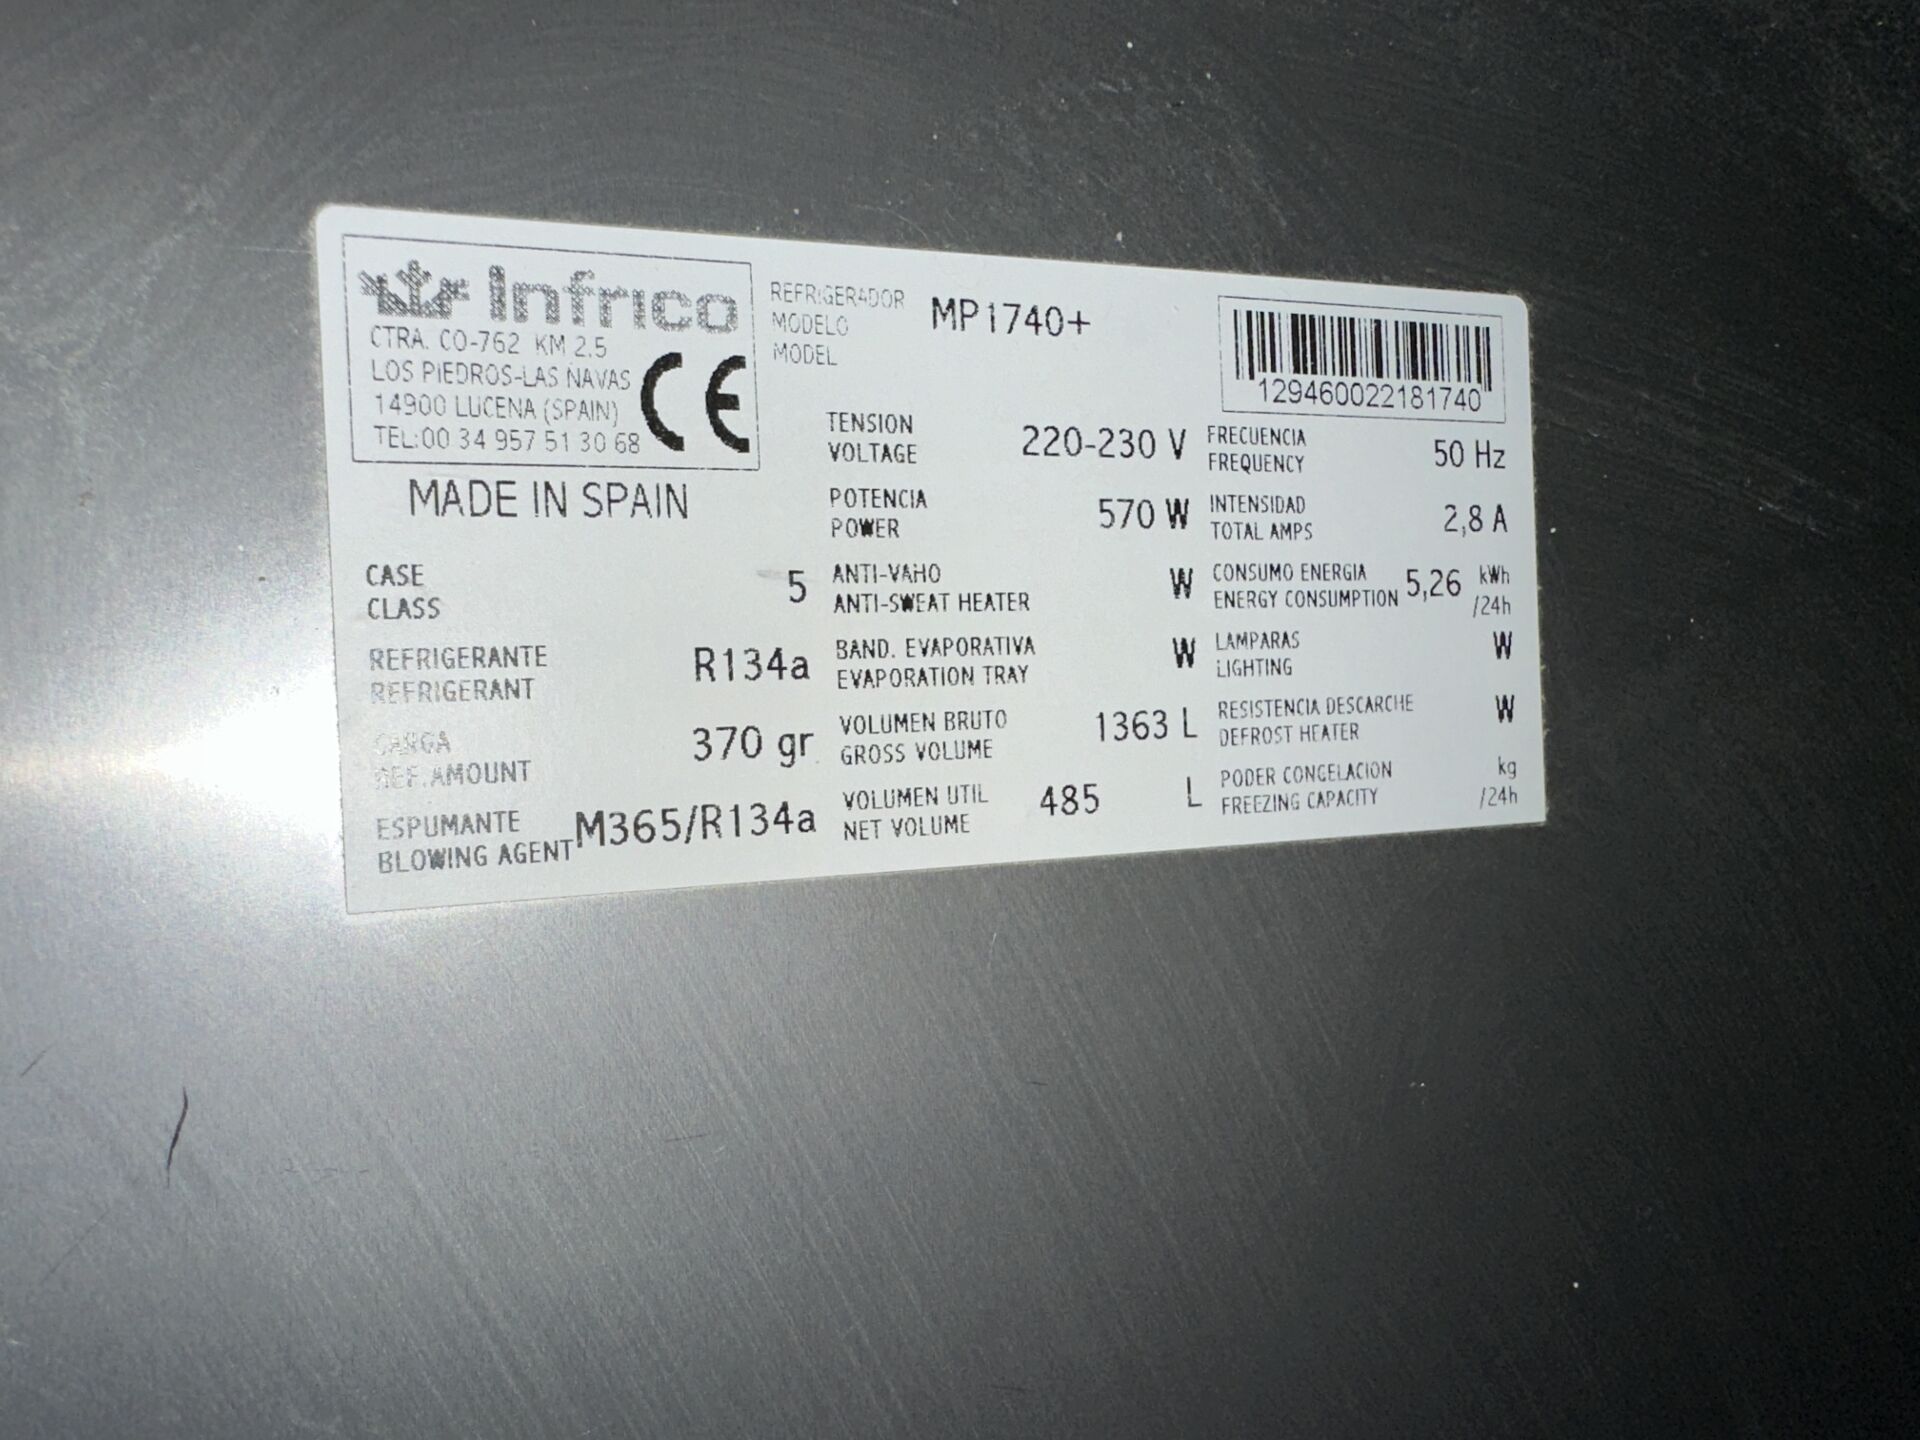 Infrico
CTRA. CO-762 KM 2.5
LOS PIEDROS-LAS NAVAS
14900 LUCENA (SPAIN)
TEL:00 34 957 51 30 68
CE
MADE IN SPAIN
REFRIGERADOR
MODELO
MODEL
MP1740+
129460022181740
CASE
CLASS
5
REFRIGERANTE
REFRIGERANT
R134a
CARGA
REF. AMOUNT
370 gr
ESPUMANTE
BLOWING AGENT
M365/R134a
TENSION
VOLTAGE
220-230 V
POTENCIA
POWER
570 W
ANTI-VAHO
ANTI-SWEAT HEATER
W
BAND. EVAPORATIVA
EVAPORATION TRAY
W
VOLUMEN BRUTO
GROSS VOLUME
1363 L
VOLUMEN UTIL
NET VOLUME
485 L
FRECUENCIA
FREQUENCY
50 Hz
INTENSIDAD
TOTAL AMPS
2,8 A
CONSUMO ENERGIA
ENERGY CONSUMPTION
5,26 kWh
/24h
LAMPARAS
LIGHTING
W
RESISTENCIA DESCARCHE
DEFROST HEATER
W
PODER CONGELACION
FREEZING CAPACITY
kg
/24h